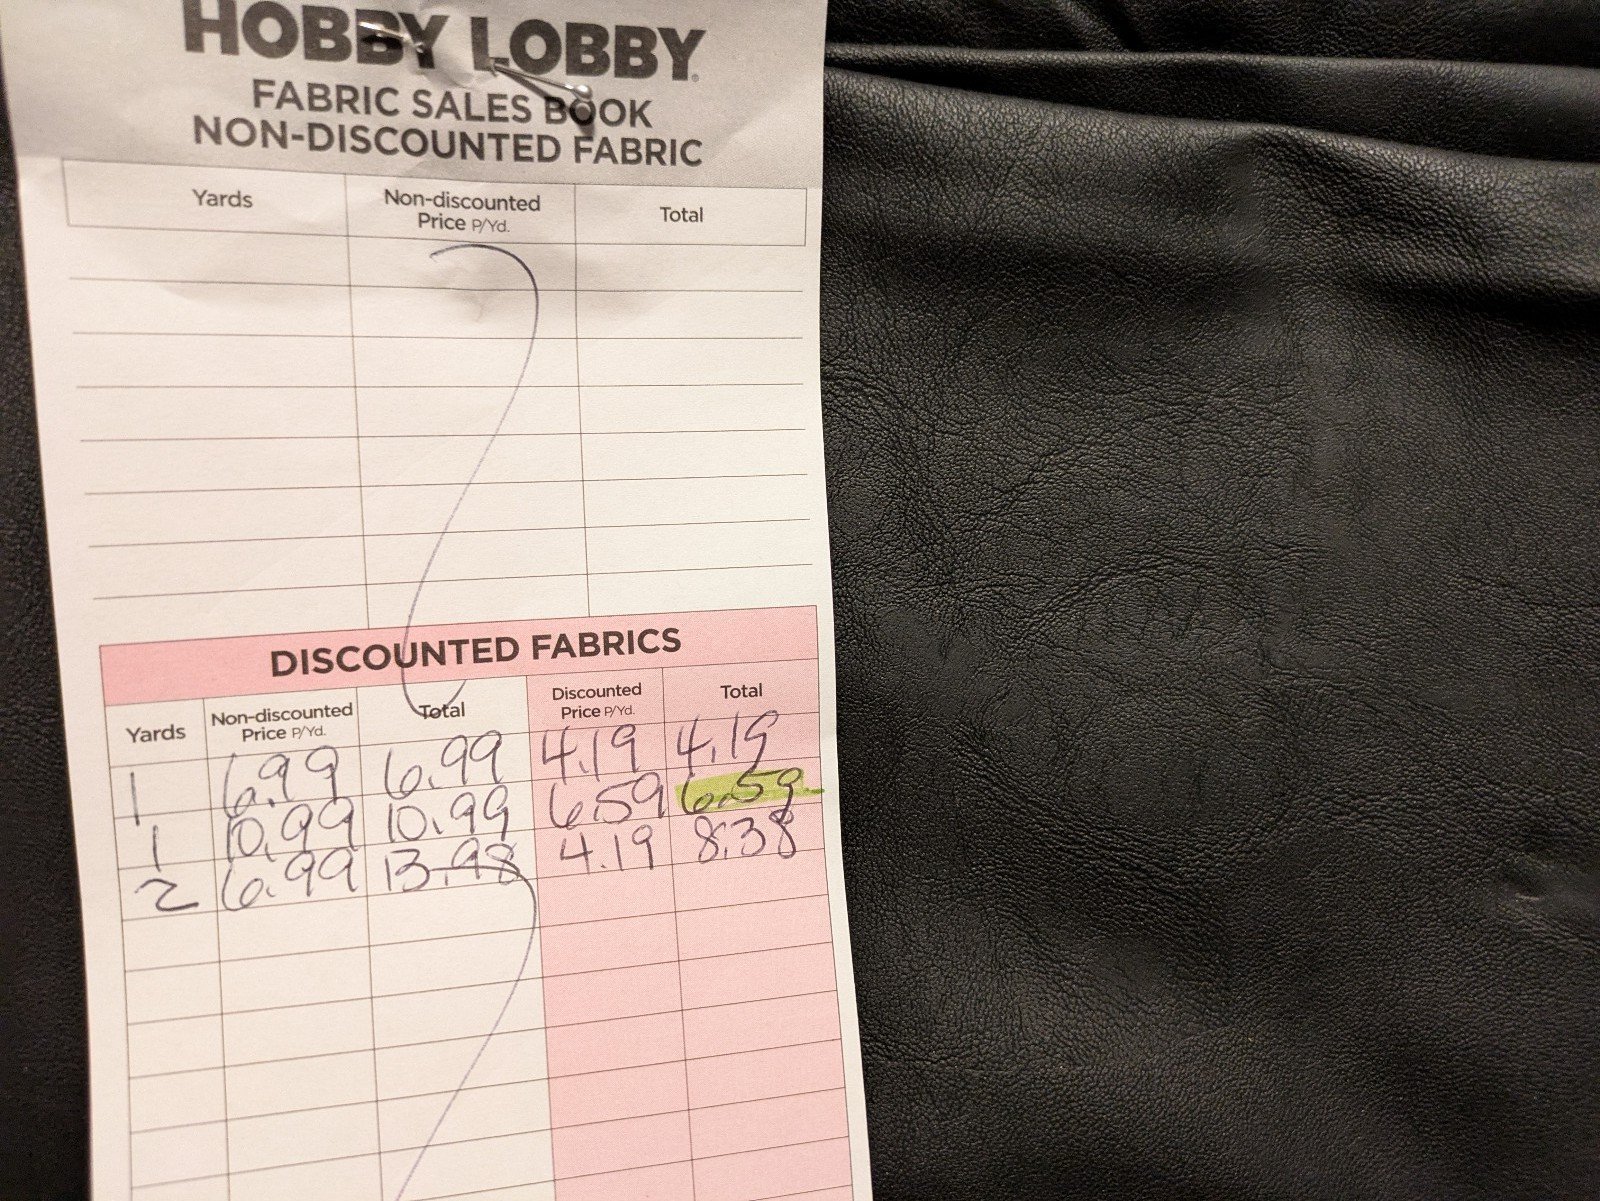 HOBBY LOBBY®
FABRIC SALES BOOK
NON-DISCOUNTED FABRIC
Yards Non-discounted Price P/Yd. Total
DISCOUNTED FABRICS
Yards Non-discounted Price P/Yd. Total Discounted Price P/Yd. Total
1 6.99 6.99 4.19 4.19
1 10.99 10.99 6.59 6.59
2 6.99 13.98 4.19 8.38